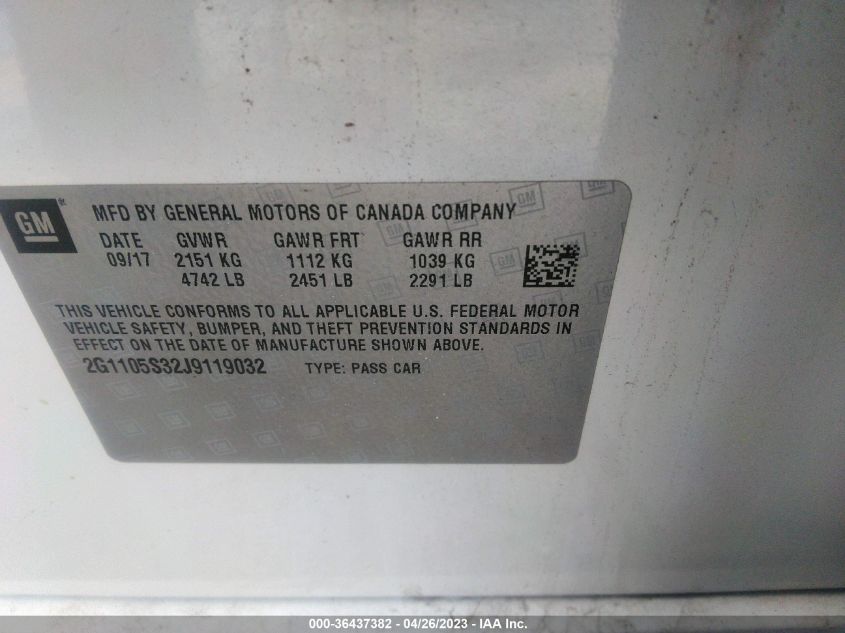 GM
MFD BY GENERAL MOTORS OF CANADA COMPANY
DATE GVWR GAWR FRT GAWR RR
09/17 2151 KG 1112 KG 1039 KG
4742 LB 2451 LB 2291 LB
THIS VEHICLE CONFORMS TO ALL APPLICABLE U.S. FEDERAL MOTOR
VEHICLE SAFETY, BUMPER, AND THEFT PREVENTION STANDARDS IN
EFFECT ON THE DATE OF MANUFACTURE SHOWN ABOVE.
2G1105S32J9119032 TYPE: PASS CAR
000-36437382 - 04/26/2023 - IAA Inc.